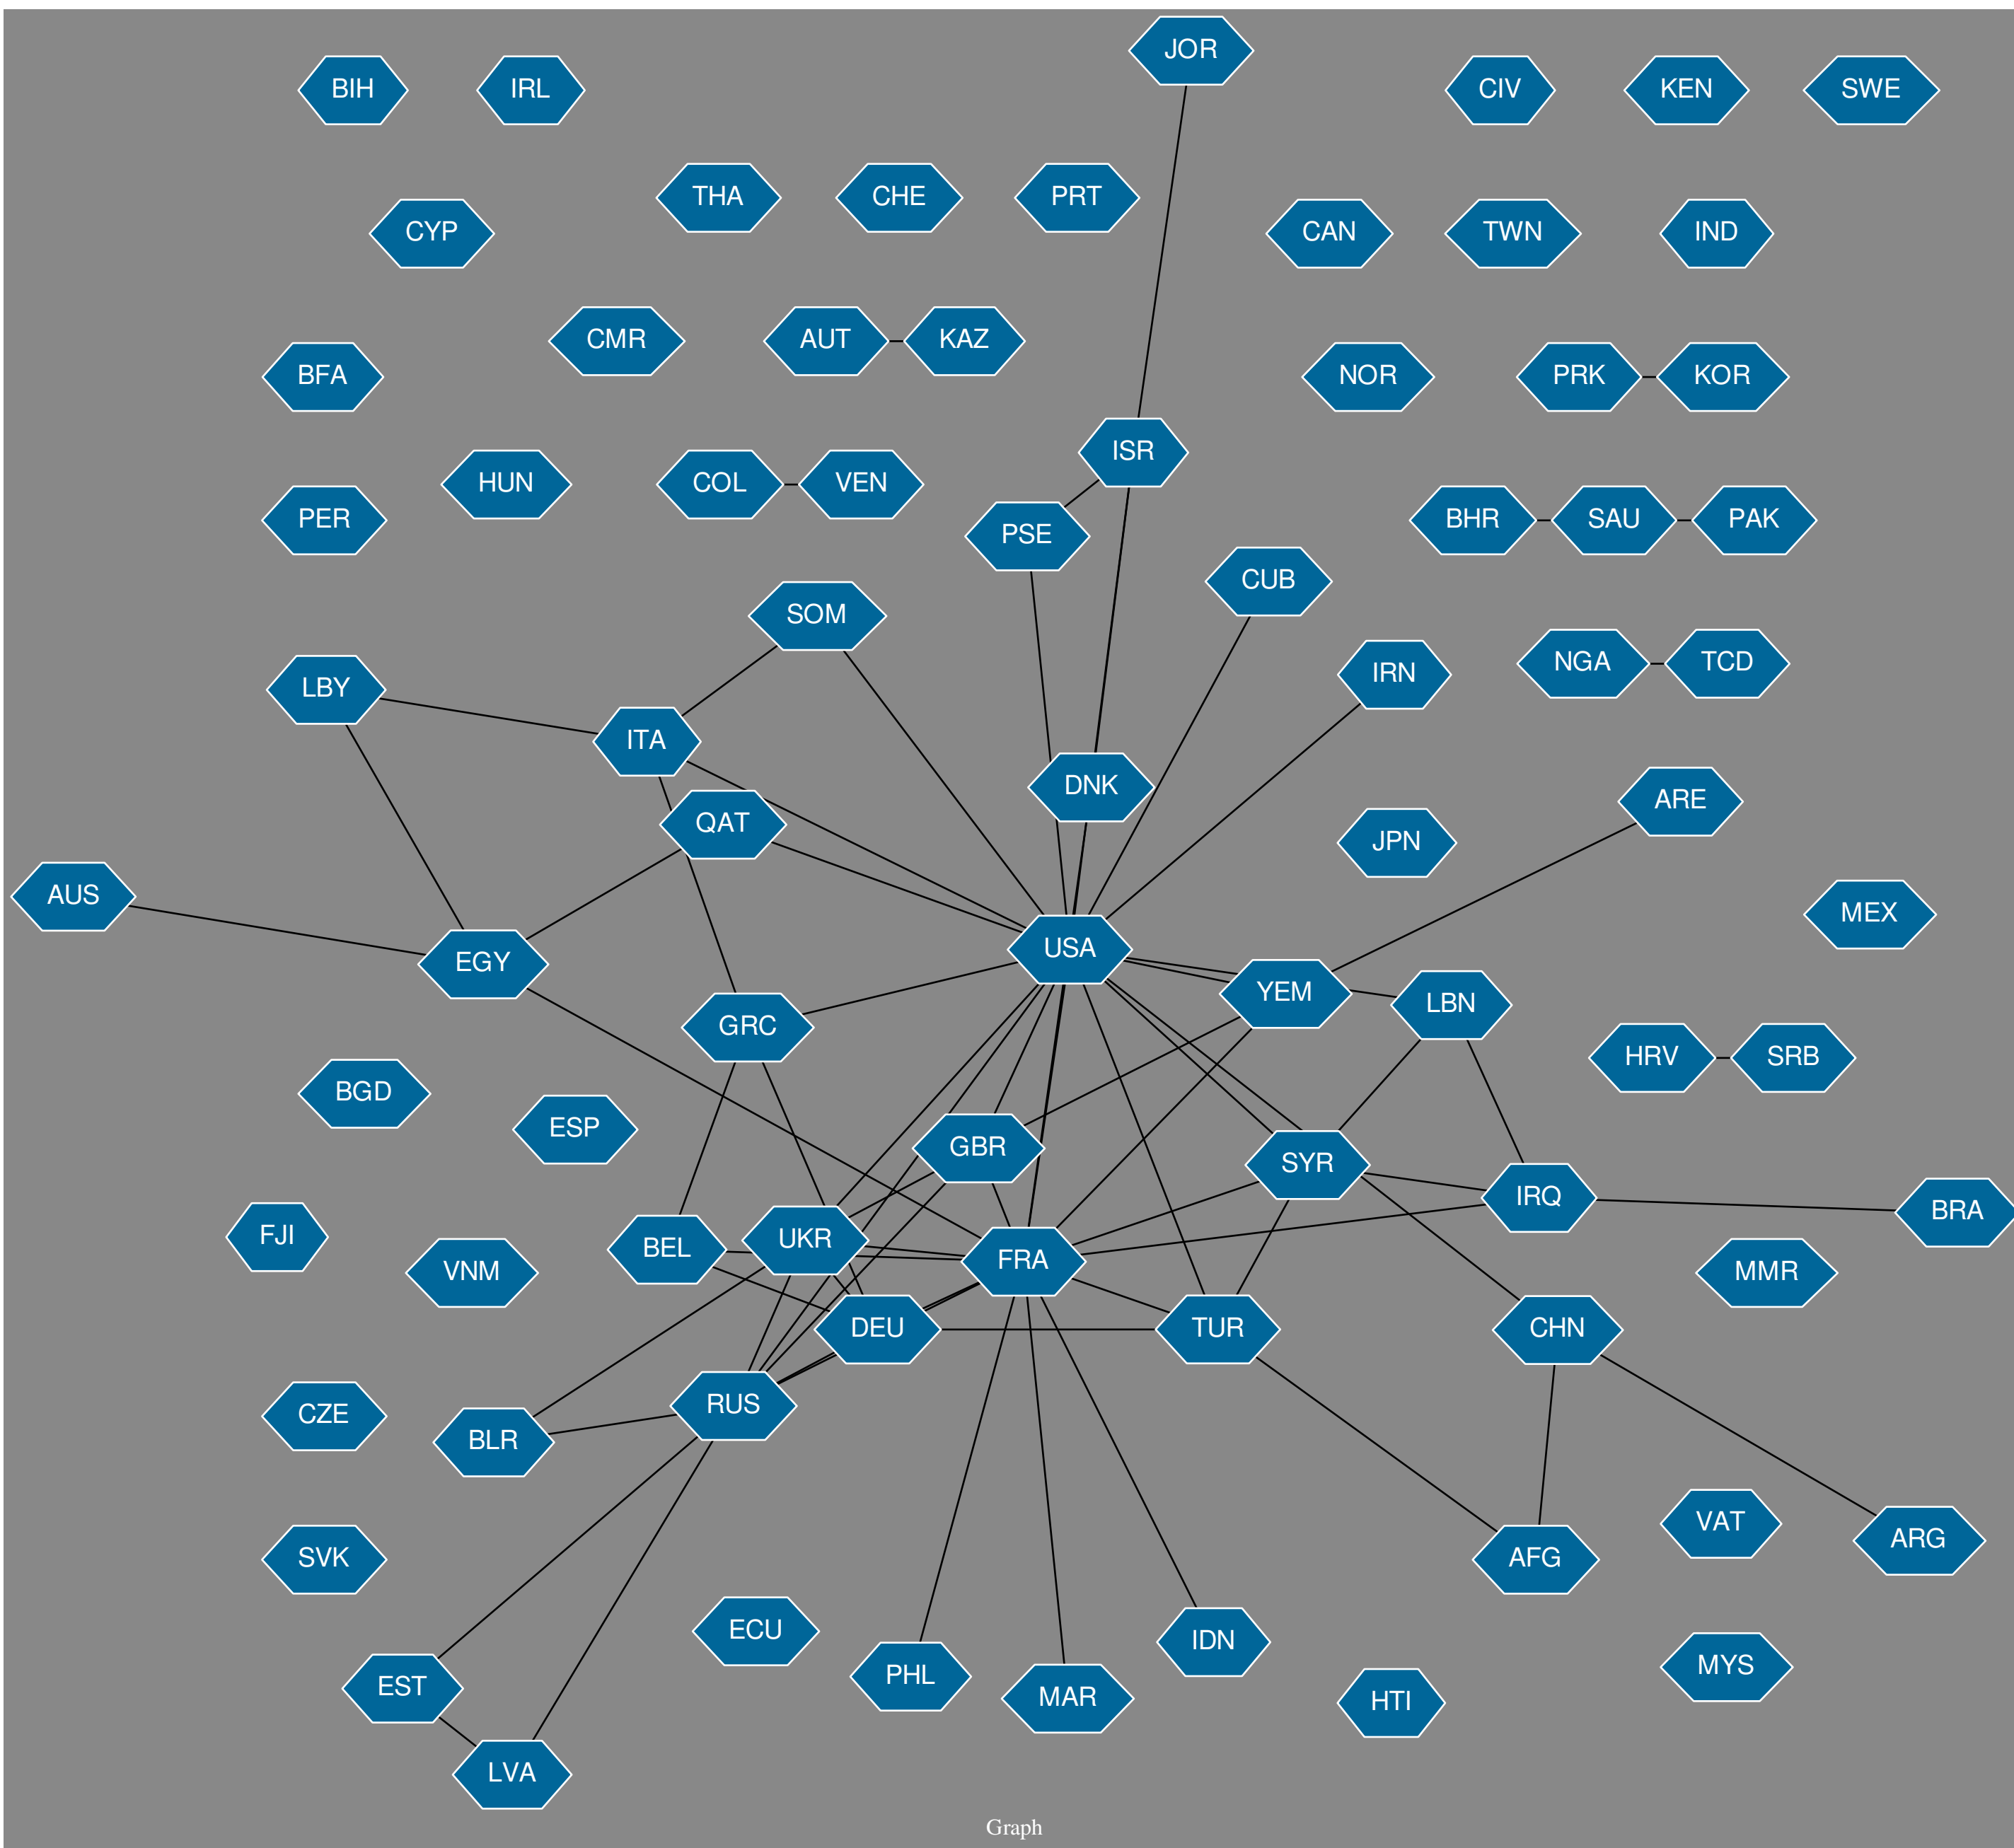 JOR
BIH
IRL
CIV
KEN
SWE
THA
CHE
PRT
CYP
CAN
TWN
IND
CMR
AUT
KAZ
BFA
NOR
PRK
KOR
ISR
HUN
COL
VEN
PER
PSE
BHR
SAU
PAK
CUB
SOM
LBY
IRN
NGA
TCD
ITA
DNK
ARE
QAT
JPN
AUS
MEX
EGY
USA
YEM
LBN
GRC
HRV
SRB
BGD
ESP
GBR
SYR
IRQ
BRA
FJI
BEL
UKR
FRA
VNM
MMR
DEU
TUR
CHN
CZE
RUS
BLR
VAT
ARG
SVK
AFG
ECU
IDN
PHL
MYS
EST
MAR
HTI
LVA
Graph